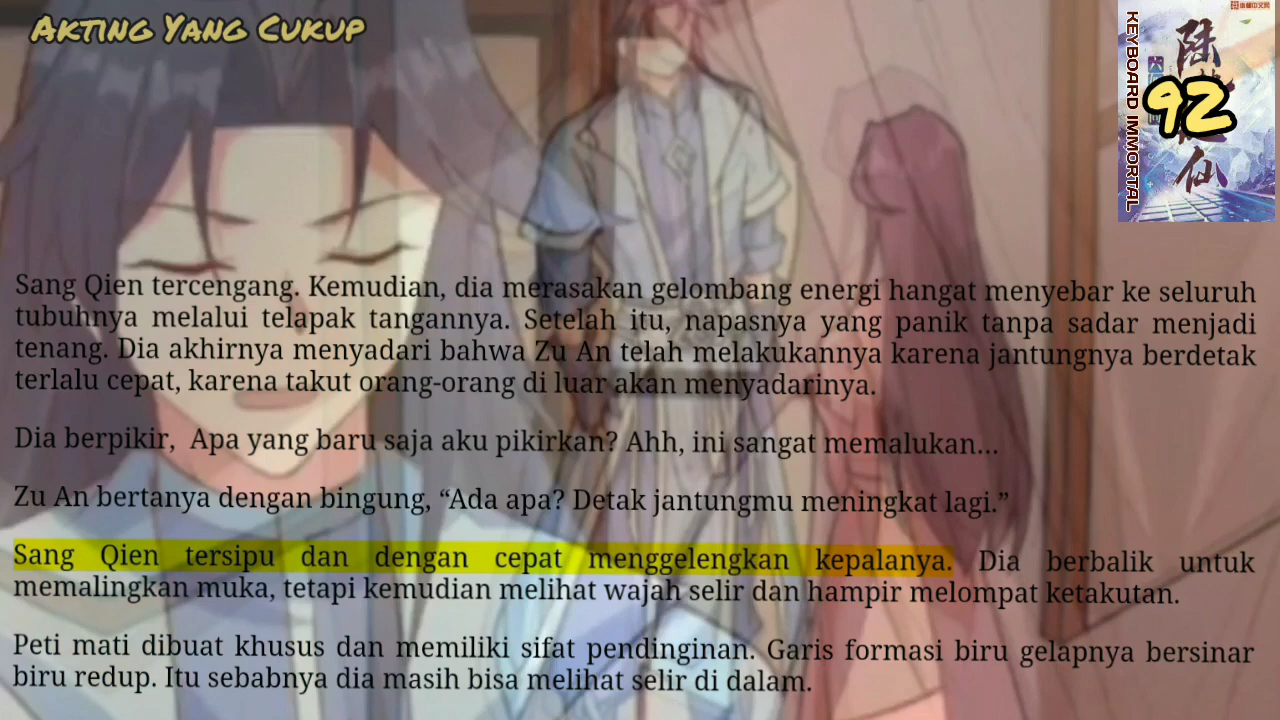 Akting Yang Cukup
KEYBOARD IMMORTAL
92
Sang Qien tercengang. Kemudian, dia merasakan gelombang energi hangat menyebar ke seluruh
tubuhnya melalui telapak tangannya. Setelah itu, napasnya yang panik tanpa sadar menjadi
tenang. Dia akhirnya menyadari bahwa Zu An telah melakukannya karena jantungnya berdetak
terlalu cepat, karena takut orang-orang di luar akan menyadarinya.
Dia berpikir, Apa yang baru saja aku pikirkan? Ahh, ini sangat memalukan...
Zu An bertanya dengan bingung, “Ada apa? Detak jantungmu meningkat lagi.”
Sang Qien tersipu dan dengan cepat menggelengkan kepalanya. Dia berbalik untuk
memalingkan muka, tetapi kemudian melihat wajah selir dan hampir melompat ketakutan.
Peti mati dibuat khusus dan memiliki sifat pendinginan. Garis formasi biru gelapnya bersinar
biru redup. Itu sebabnya dia masih bisa melihat selir di dalam.